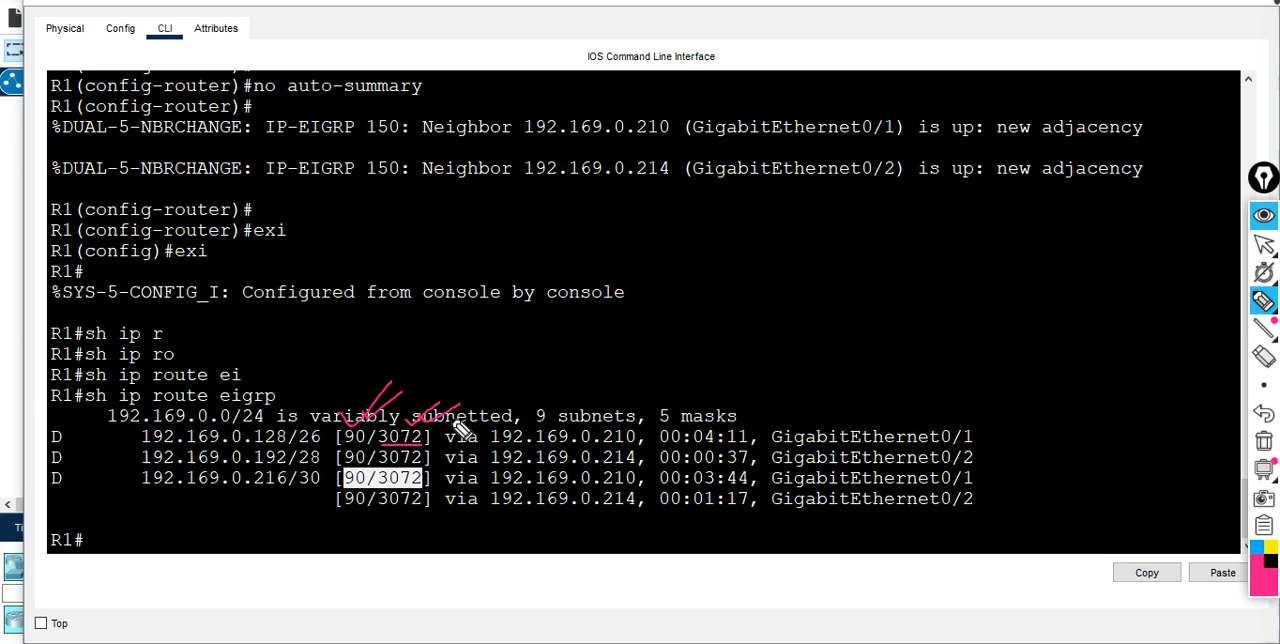 Physical Config CLI Attributes
IOS Command Line Interface
R1(config-router)#no auto-summary
R1(config-router)#
%DUAL-5-NBRCHANGE: IP-EIGRP 150: Neighbor 192.169.0.210 (GigabitEthernet0/1) is up: new adjacency
%DUAL-5-NBRCHANGE: IP-EIGRP 150: Neighbor 192.169.0.214 (GigabitEthernet0/2) is up: new adjacency
R1(config-router)#
R1(config-router)#exi
R1(config)#exi
R1#
%SYS-5-CONFIG_I: Configured from console by console
R1#sh ip r
R1#sh ip ro
R1#sh ip route ei
R1#sh ip route eigrp
192.169.0.0/24 is variably subnetted, 9 subnets, 5 masks
D 192.169.0.128/26 [90/3072] via 192.169.0.210, 00:04:11, GigabitEthernet0/1
D 192.169.0.192/28 [90/3072] via 192.169.0.214, 00:00:37, GigabitEthernet0/2
D 192.169.0.216/30 [90/3072] via 192.169.0.210, 00:03:44, GigabitEthernet0/1
[90/3072] via 192.169.0.214, 00:01:17, GigabitEthernet0/2
R1#
Copy Paste
Top